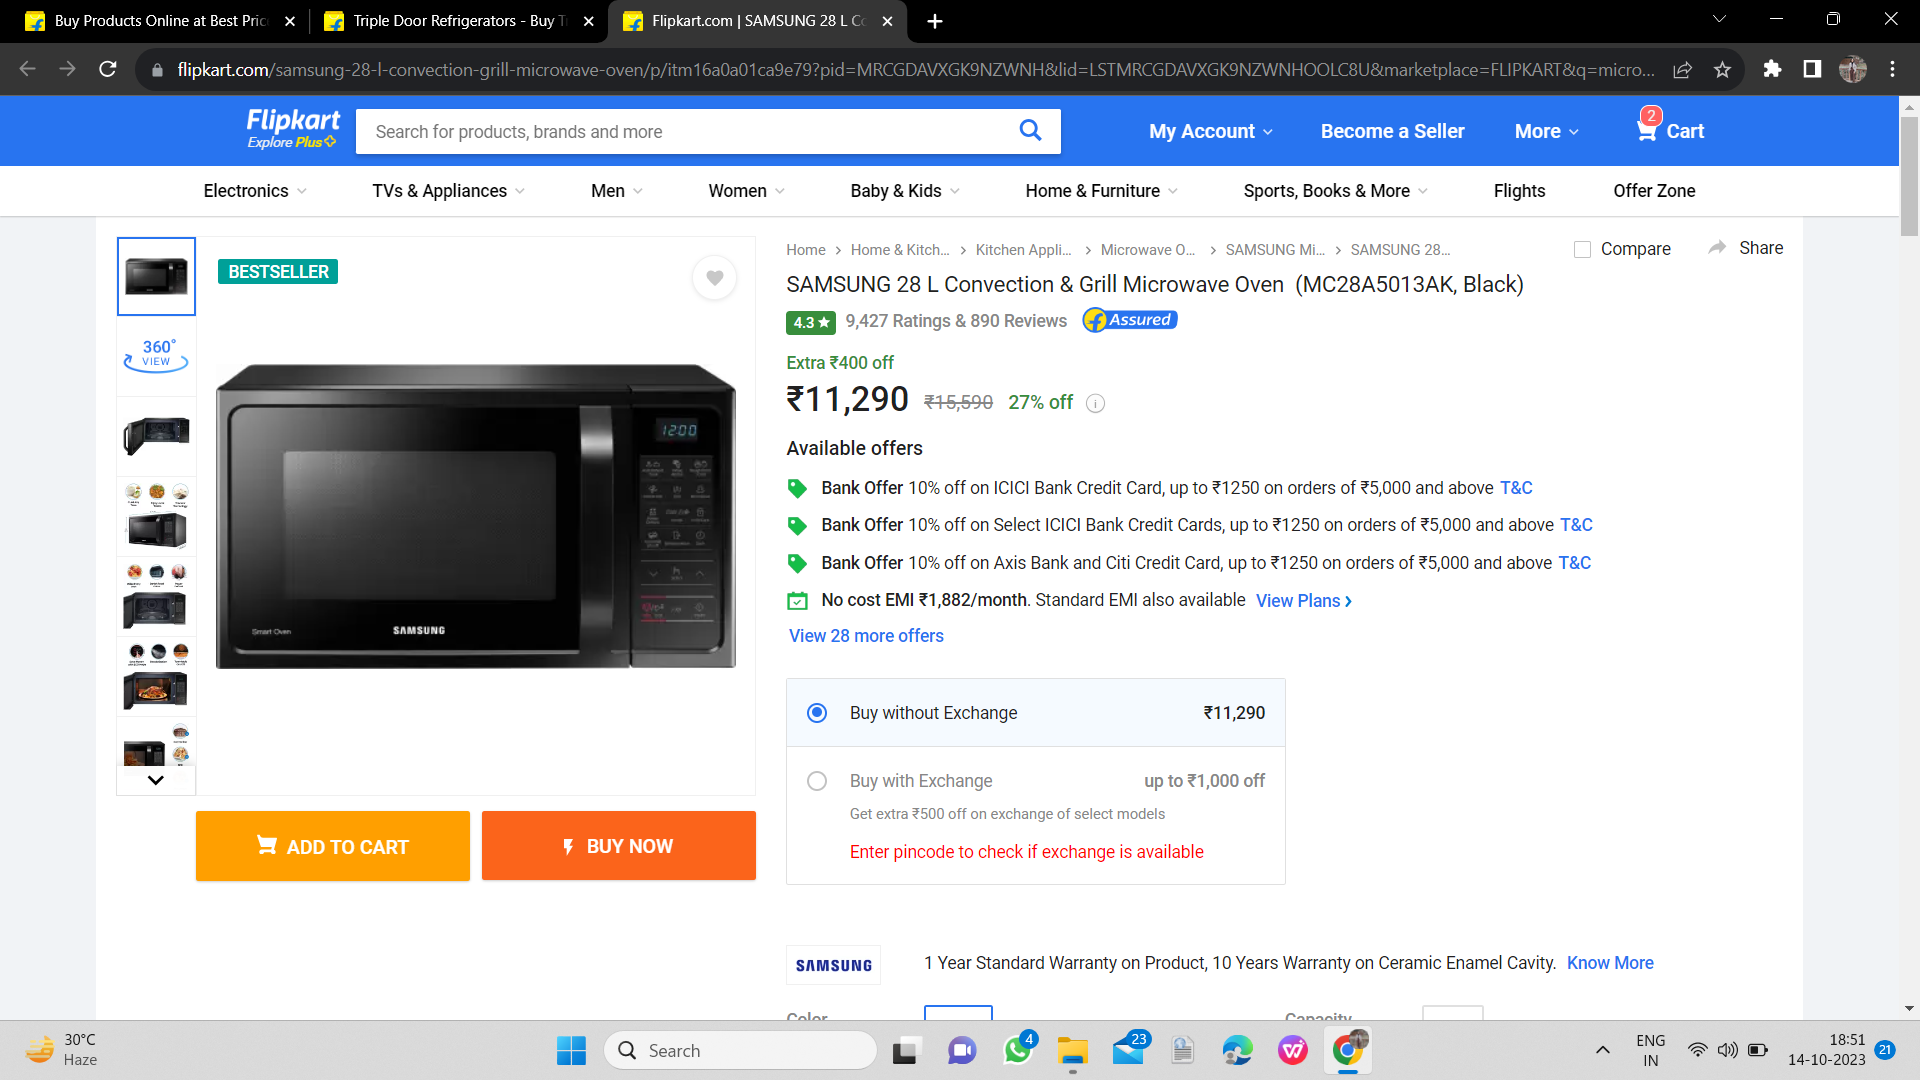 Buy Products Online at Best Pric
Triple Door Refrigerators - Buy T
Flipkart.com | SAMSUNG 28 L Co
flipkart.com/samsung-28-l-convection-grill-microwave-oven/p/itm16a0a01ca9e79?pid=MRCGDAVXGK9NZWNH&lid=LSTMRCGDAVXGK9NZWNHOOLC8U&marketplace=FLIPKART&q=micro...
Flipkart
Explore Plus
Search for products, brands and more
My Account
Become a Seller
More
2
Cart
Electronics
TVs & Appliances
Men
Women
Baby & Kids
Home & Furniture
Sports, Books & More
Flights
Offer Zone
BESTSELLER
360°
VIEW
12:00
Smart Oven
SAMSUNG
ADD TO CART
BUY NOW
Home > Home & Kitch... > Kitchen Appli... > Microwave O... > SAMSUNG Mi... > SAMSUNG 28...
Compare
Share
SAMSUNG 28 L Convection & Grill Microwave Oven (MC28A5013AK, Black)
4.3 ★ 9,427 Ratings & 890 Reviews f Assured
Extra ₹400 off
₹11,290 ₹15,590 27% off i
Available offers
Bank Offer 10% off on ICICI Bank Credit Card, up to ₹1250 on orders of ₹5,000 and above T&C
Bank Offer 10% off on Select ICICI Bank Credit Cards, up to ₹1250 on orders of ₹5,000 and above T&C
Bank Offer 10% off on Axis Bank and Citi Credit Card, up to ₹1250 on orders of ₹5,000 and above T&C
No cost EMI ₹1,882/month. Standard EMI also available View Plans >
View 28 more offers
Buy without Exchange ₹11,290
Buy with Exchange up to ₹1,000 off
Get extra ₹500 off on exchange of select models
Enter pincode to check if exchange is available
SAMSUNG
1 Year Standard Warranty on Product, 10 Years Warranty on Ceramic Enamel Cavity. Know More
Color
Capacity
30°C
Haze
Search
4
23
ENG
IN
18:51
14-10-2023
21